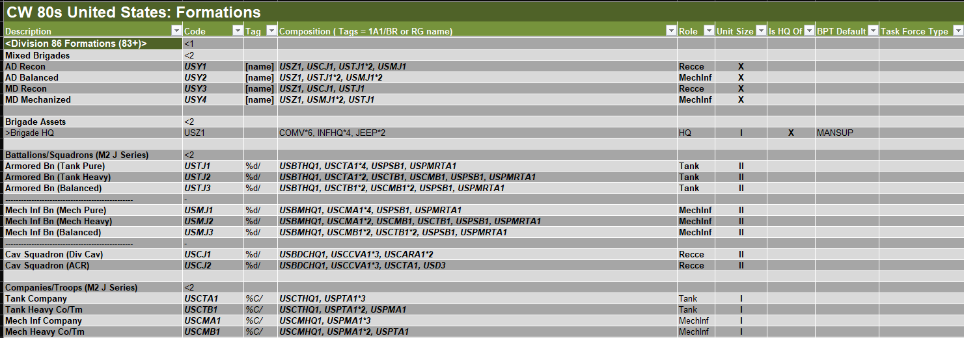 CW 80s United States: Formations
Description Code Tag Composition ( Tags = 1A1/BR or RG name) Role Unit Size Is HQ Of BPT Default Task Force Type
<Division 86 Formations (83+)> <1
Mixed Brigades <2
AD Recon USY1 [name] USZ1, USCJ1, USTJ1*2, USMJ1 Recce X
AD Balanced USY2 [name] USZ1, USTJ1*2, USMJ1*2 MechInf X
MD Recon USY3 [name] USZ1, USCJ1, USTJ1 Recce X
MD Mechanized USY4 [name] USZ1, USMJ1*2, USTJ1 MechInf X
Brigade Assets <2
>Brigade HQ USZ1 COMV*6, INFHQ*4, JEEP*2 HQ I X MANSUP
Battalions/Squadrons (M2 J Series) <2
Armored Bn (Tank Pure) USTJ1 %d/ USBTHQ1, USCTA1*4, USPSB1, USPMRTA1 Tank II
Armored Bn (Tank Heavy) USTJ2 %d/ USBTHQ1, USCTA1*2, USCTB1, USCMB1, USPSB1, USPMRTA1 Tank II
Armored Bn (Balanced) USTJ3 %d/ USBTHQ1, USCTB1*2, USCMB1*2, USPSB1, USPMRTA1 Tank II
------------------------------------------------ -
Mech Inf Bn (Mech Pure) USMJ1 %d/ USBMHQ1, USCMA1*4, USPSB1, USPMRTA1 MechInf II
Mech Inf Bn (Mech Heavy) USMJ2 %d/ USBMHQ1, USCMA1*2, USCMB1, USCTB1, USPSB1, USPMRTA1 MechInf II
Mech Inf Bn (Balanced) USMJ3 %d/ USBMHQ1, USCMB1*2, USCTB1*2, USPSB1, USPMRTA1 MechInf II
------------------------------------------------ -
Cav Squadron (Div Cav) USCJ1 %d/ USBDCHQ1, USCCVA1*3, USCARA1*2 Recce II
Cav Squadron (ACR) USCJ2 %d/ USBDCHQ1, USCCVA1*3, USCTA1, USD3 Recce II
Companies/Troops (M2 J Series) <2
Tank Company USCTA1 %C/ USCTHQ1, USPTA1*3 Tank I
Tank Heavy Co/Tm USCTB1 %C/ USCTHQ1, USPTA1*2, USPMA1 Tank I
Mech Inf Company USCMA1 %C/ USCMHQ1, USPMA1*3 MechInf I
Mech Heavy Co/Tm USCMB1 %C/ USCMHQ1, USPMA1*2, USPTA1 MechInf I